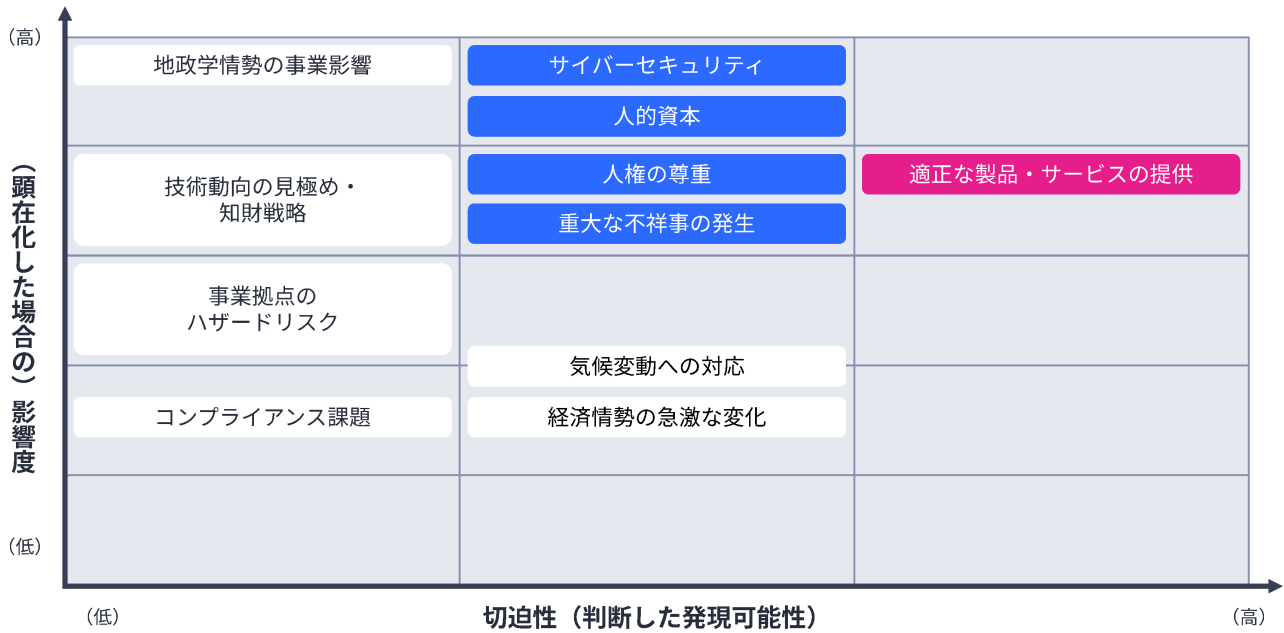 （高）
地政学情勢の事業影響
サイバーセキュリティ
人的資本
技術動向の見極め・
知財戦略
人権の尊重
重大な不祥事の発生
適正な製品・サービスの提供
事業拠点の
ハザードリスク
気候変動への対応
コンプライアンス課題
経済情勢の急激な変化
（顕在化した場合の）影響度
（低）
（低）
切迫性（判断した発現可能性）
（高）